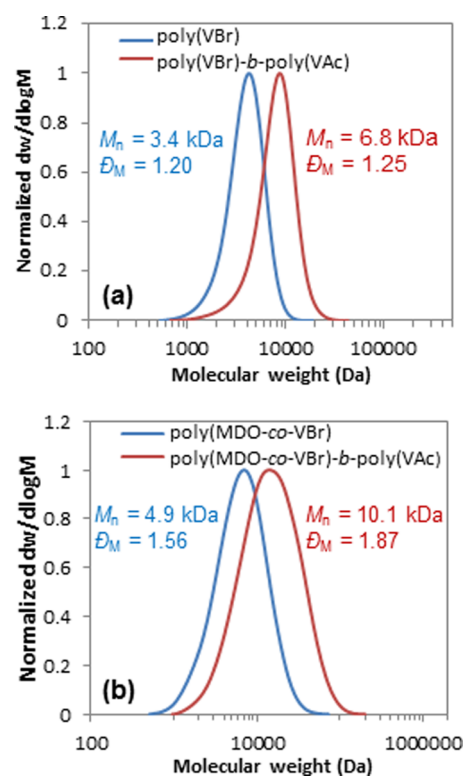 1.2
poly(VBr)
poly(VBr)-b-poly(VAc)
1
Mn = 3.4 kDa
ĐM = 1.20
Mn = 6.8 kDa
ĐM = 1.25
0.8
0.6
0.4
0.2
0
Normalized dw/dlogM
(a)
100 1000 10000 100000
Molecular weight (Da)
1.2
poly(MDO-co-VBr)
poly(MDO-co-VBr)-b-poly(VAc)
1
Mn = 4.9 kDa
ĐM = 1.56
Mn = 10.1 kDa
ĐM = 1.87
0.8
0.6
0.4
0.2
0
Normalized dw/dlogM
(b)
100 10000 1000000
Molecular weight (Da)